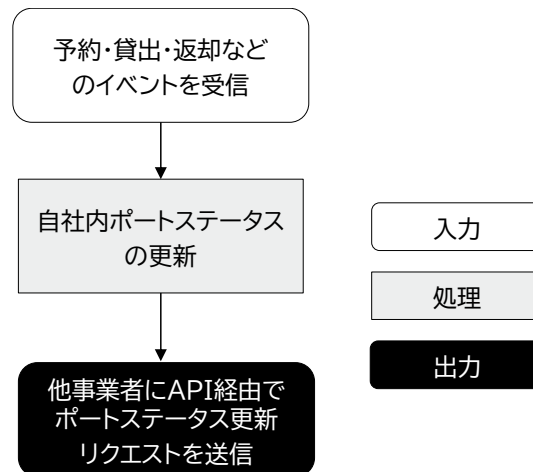 予約・貸出・返却など
のイベントを受信
自社内ポートステータス
の更新
他事業者にAPI経由で
ポートステータス更新
リクエストを送信
入力
処理
出力